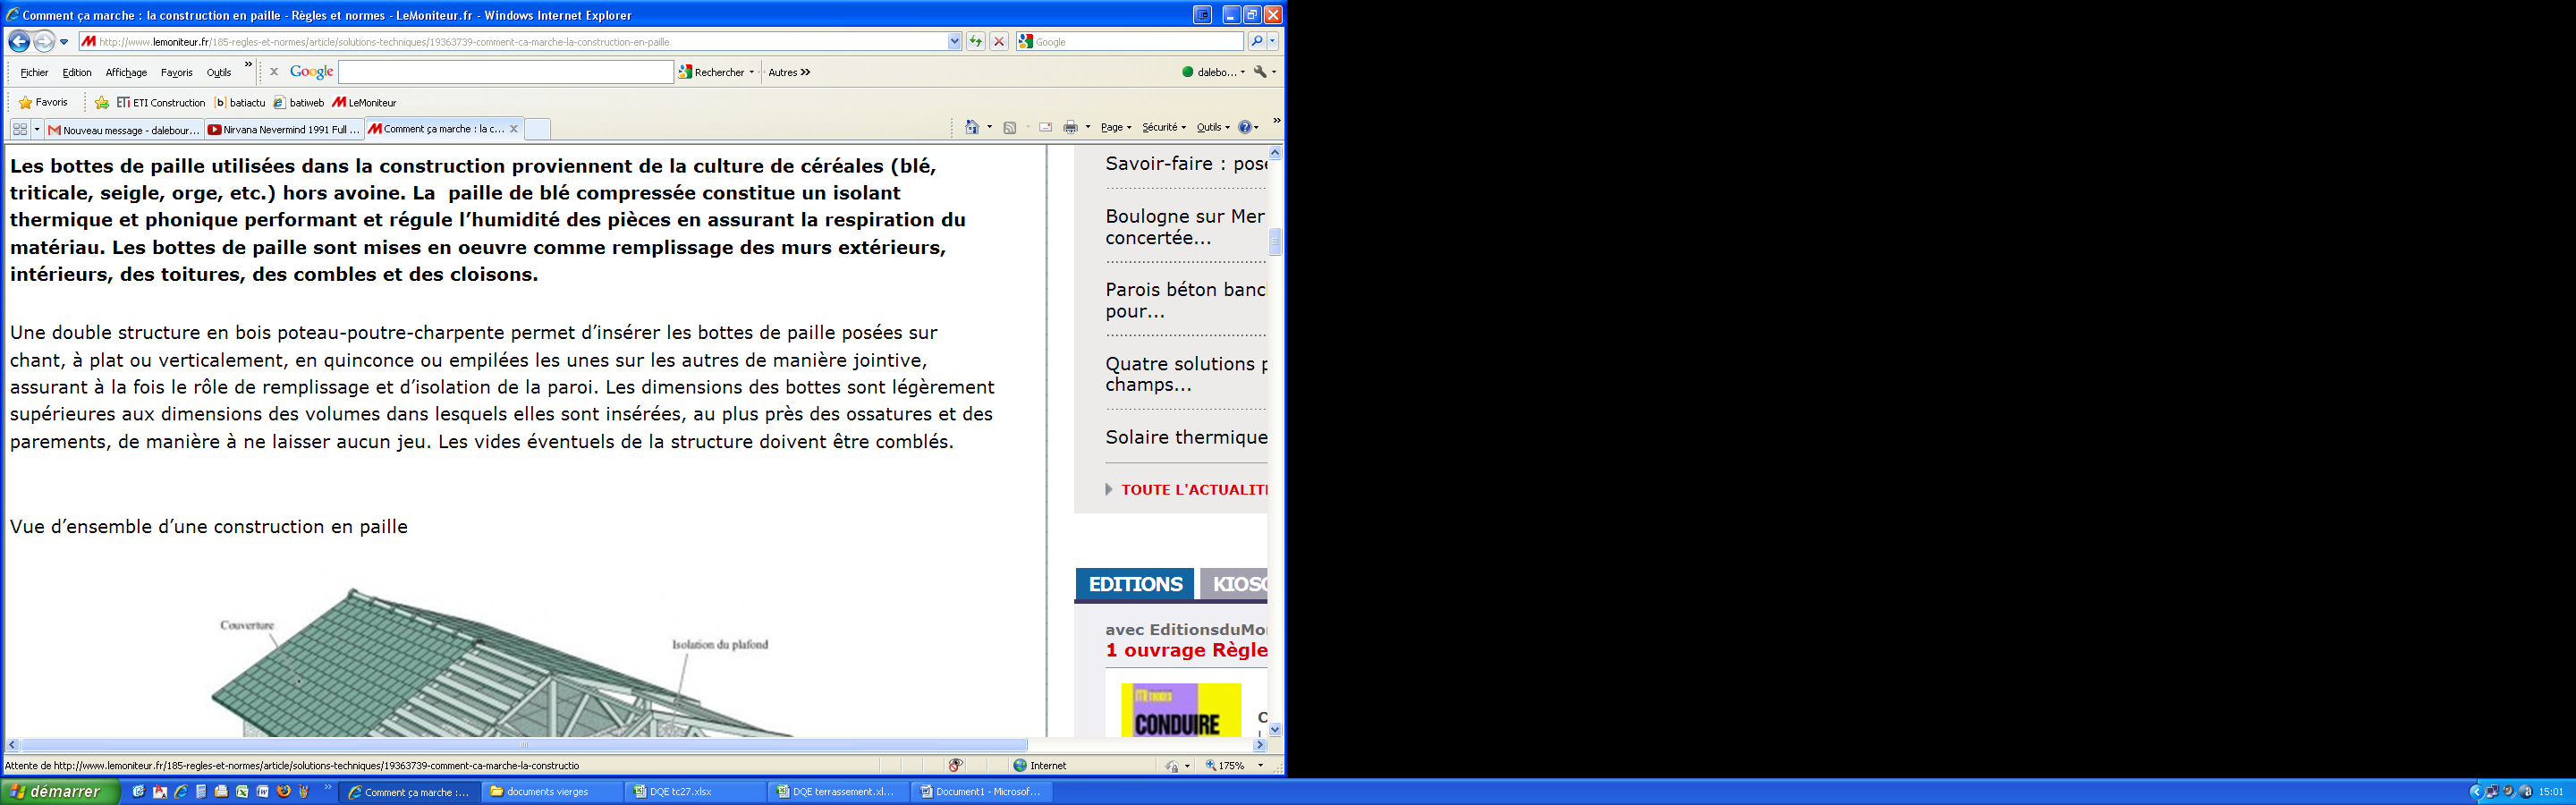 Comment ça marche : la construction en paille - Règles et normes - LeMoniteur.fr - Windows Internet Explorer
http://www.lemoniteur.fr/185-regles-et-normes/article/solutions-techniques/19363739-comment-ca-marche-la-construction-en-paille
Google
Fichier Edition Affichage Favoris Outils » x Google Rechercher Autres » dalebo...
Favoris ETI Construction [b] batiactu batiweb LeMoniteur
Nouveau message - dalebour... Nirvana Nevermind 1991 Full ... Comment ça marche : la c... Page Sécurité Outils »
Les bottes de paille utilisées dans la construction proviennent de la culture de céréales (blé,
triticale, seigle, orge, etc.) hors avoine. La  paille de blé compressée constitue un isolant
thermique et phonique performant et régule l’humidité des pièces en assurant la respiration du
matériau. Les bottes de paille sont mises en oeuvre comme remplissage des murs extérieurs,
intérieurs, des toitures, des combles et des cloisons.
Une double structure en bois poteau-poutre-charpente permet d’insérer les bottes de paille posées sur
chant, à plat ou verticalement, en quinconce ou empilées les unes sur les autres de manière jointive,
assurant à la fois le rôle de remplissage et d’isolation de la paroi. Les dimensions des bottes sont légèrement
supérieures aux dimensions des volumes dans lesquels elles sont insérées, au plus près des ossatures et des
parements, de manière à ne laisser aucun jeu. Les vides éventuels de la structure doivent être comblés.
Vue d’ensemble d’une construction en paille
Couverture
Isolation du plafond
Savoir-faire : pose
Boulogne sur Mer
concertée...
Parois béton banc
pour...
Quatre solutions p
champs...
Solaire thermique
TOUTE L'ACTUALITE
EDITIONS KIOSQ
avec EditionsduMon
1 ouvrage Règle
MÉTHODES
CONDUIRE
C
Attente de http://www.lemoniteur.fr/185-regles-et-normes/article/solutions-techniques/19363739-comment-ca-marche-la-constructio Internet 175%
démarrer » Comment ça marche :... documents vierges DQE tc27.xlsx DQE terrassement.xl... Document1 - Microsof... 15:01